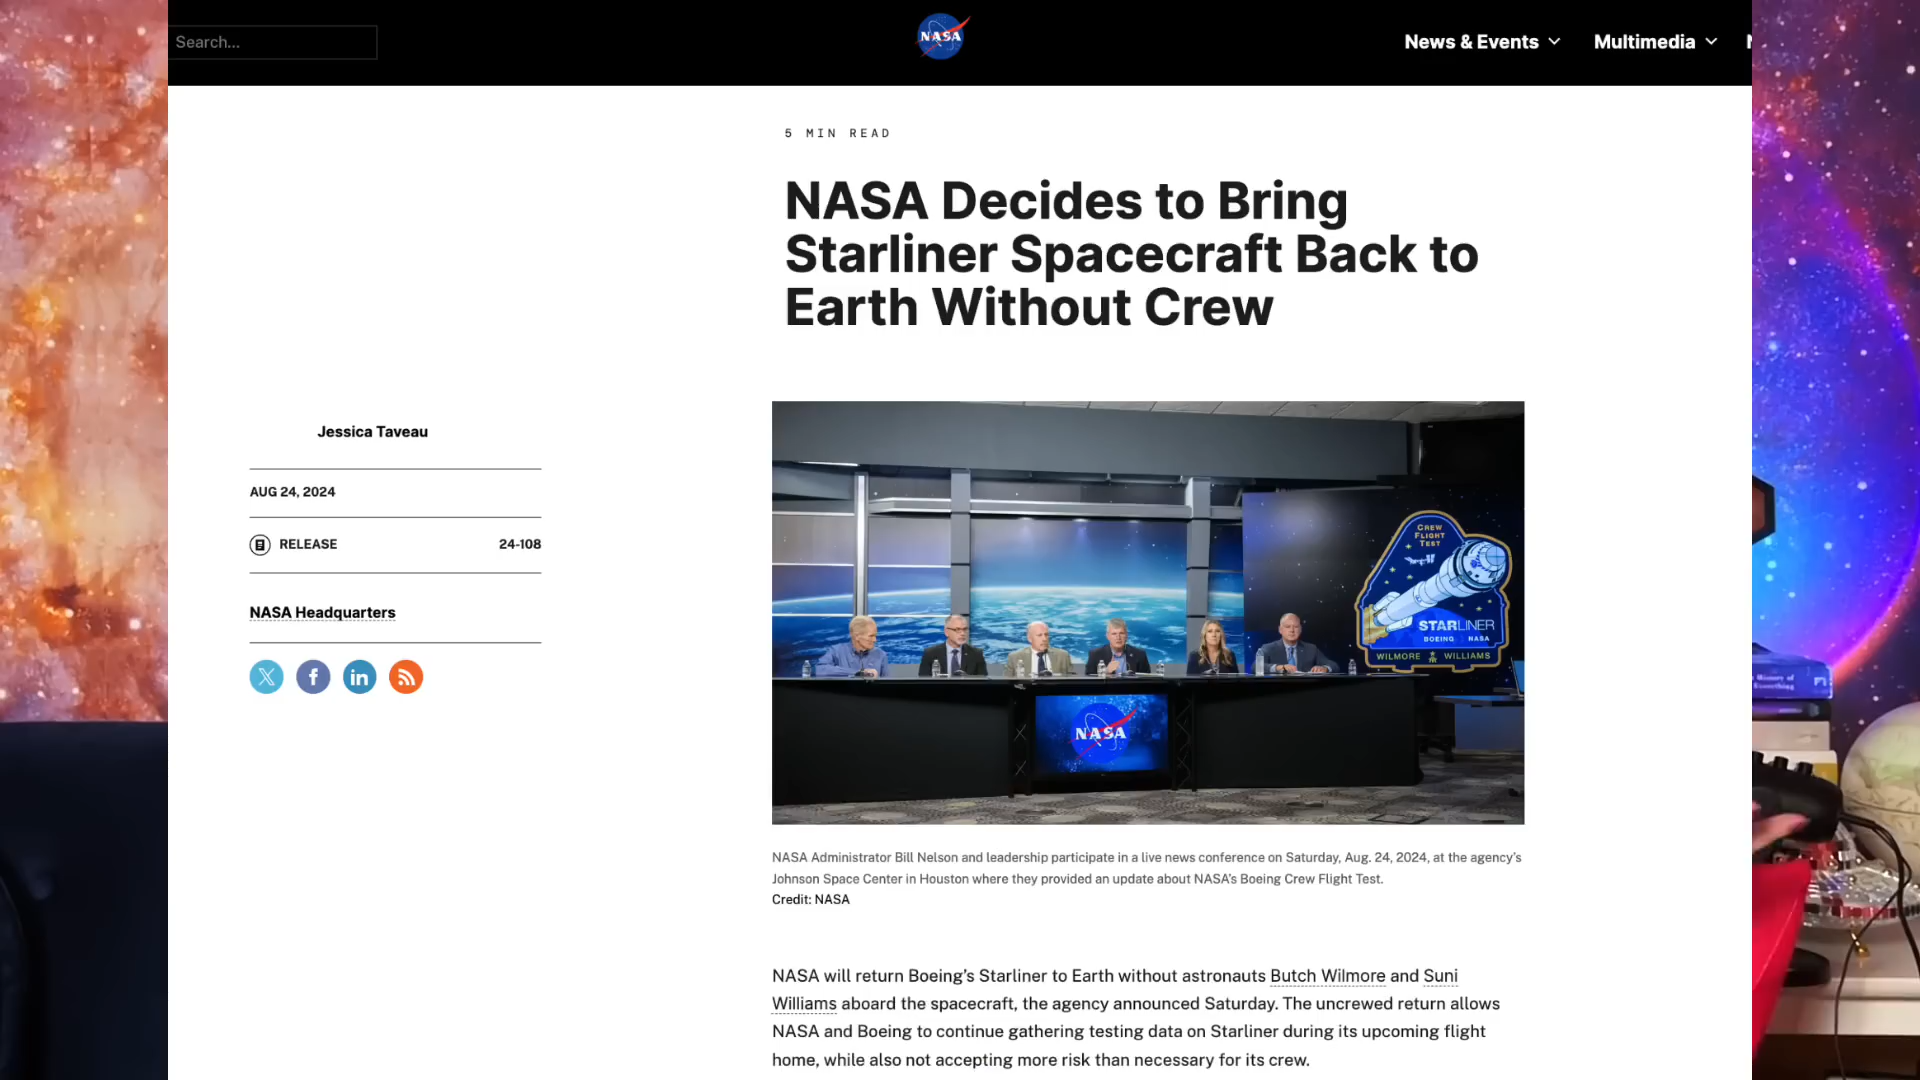 Search...
NASA
News & Events
Multimedia
5 MIN READ
NASA Decides to Bring
Starliner Spacecraft Back to
Earth Without Crew
Jessica Taveau
AUG 24, 2024
RELEASE 24-108
NASA Headquarters
CREW
FLIGHT
TEST
STARLINER
BOEING NASA
WILMORE WILLIAMS
NASA
NASA Administrator Bill Nelson and leadership participate in a live news conference on Saturday, Aug. 24, 2024, at the agency's
Johnson Space Center in Houston where they provided an update about NASA's Boeing Crew Flight Test.
Credit: NASA
NASA will return Boeing's Starliner to Earth without astronauts Butch Wilmore and Suni
Williams aboard the spacecraft, the agency announced Saturday. The uncrewed return allows
NASA and Boeing to continue gathering testing data on Starliner during its upcoming flight
home, while also not accepting more risk than necessary for its crew.